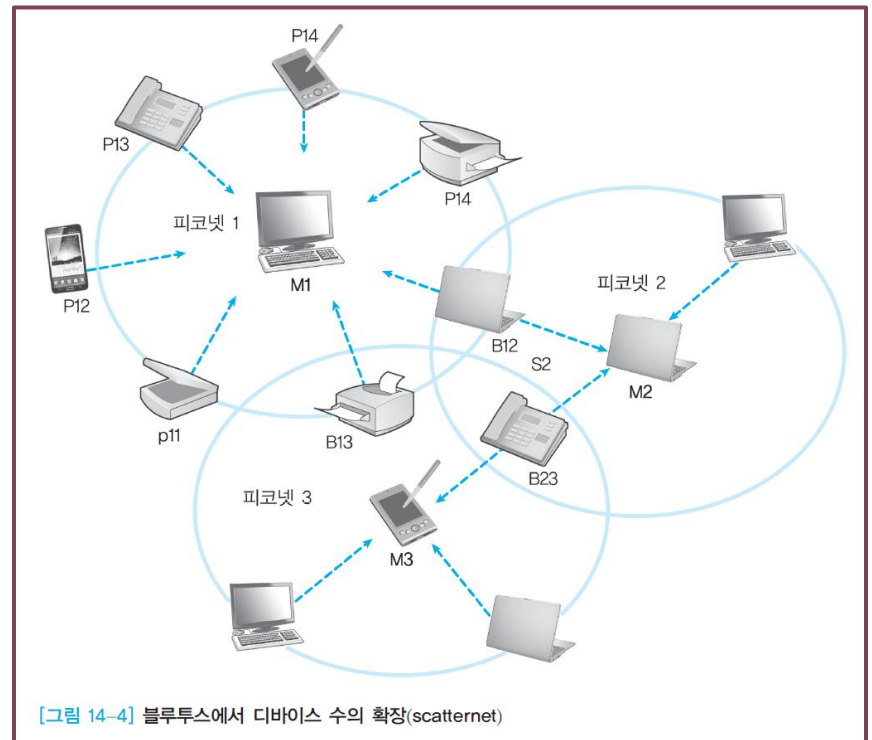 P14
P13
P14
피코넷 1
M1
P12
피코넷 2
B12
S2
M2
p11
B13
B23
피코넷 3
M3
[그림 14-4] 블루투스에서 디바이스 수의 확장(scatternet)